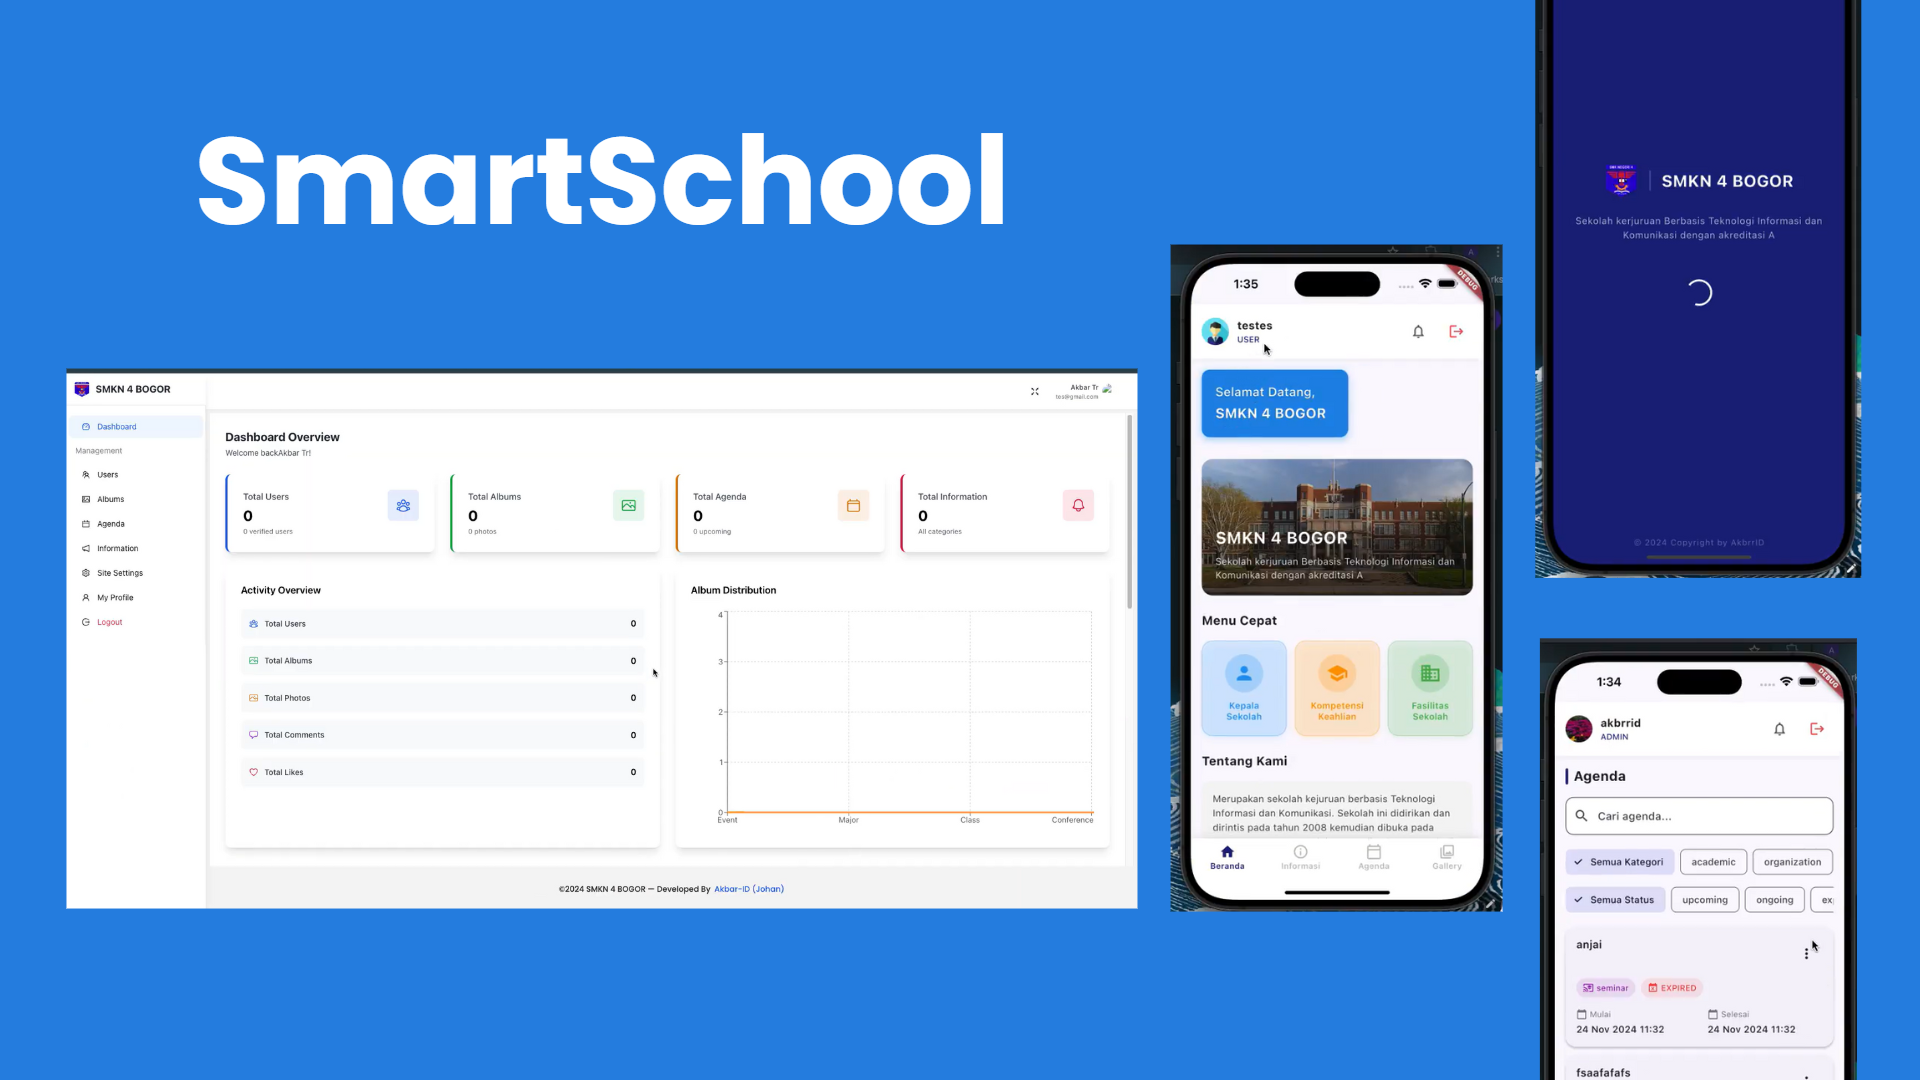 SmartSchool
SMKN 4 BOGOR
Dashboard
Management
Users
Albums
Agenda
Information
Site Settings
My Profile
Logout
Akbar Tr
tes@gmail.com
Dashboard Overview
Welcome backAkbar Tr!
Total Users
0
0 verified users
Total Albums
0
0 photos
Total Agenda
0
0 upcoming
Total Information
0
All categories
Activity Overview
Total Users 0
Total Albums 0
Total Photos 0
Total Comments 0
Total Likes 0
Album Distribution
4
3
2
1
0
Event Major Class Conference
©2024 SMKN 4 BOGOR — Developed By Akbar-ID (Johan)
1:35
DEBUG
testes
USER
Selamat Datang,
SMKN 4 BOGOR
SMKN 4 BOGOR
Sekolah kerjuruan Berbasis Teknologi Informasi dan
Komunikasi dengan akreditasi A
Menu Cepat
Kepala
Sekolah
Kompetensi
Keahlian
Fasilitas
Sekolah
Tentang Kami
Merupakan sekolah kejuruan berbasis Teknologi
Informasi dan Komunikasi. Sekolah ini didirikan dan
dirintis pada tahun 2008 kemudian dibuka pada
Beranda Informasi Agenda Gallery
SMKN 4 BOGOR
Sekolah kerjuruan Berbasis Teknologi Informasi dan
Komunikasi dengan akreditasi A
© 2024 Copyright by AkbrrID
1:34
DEBUG
akbrrid
ADMIN
Agenda
Cari agenda...
Semua Kategori academic organization
Semua Status upcoming ongoing ex
anjai
seminar EXPIRED
Mulai Selesai
24 Nov 2024 11:32 24 Nov 2024 11:32
fsaafafafs